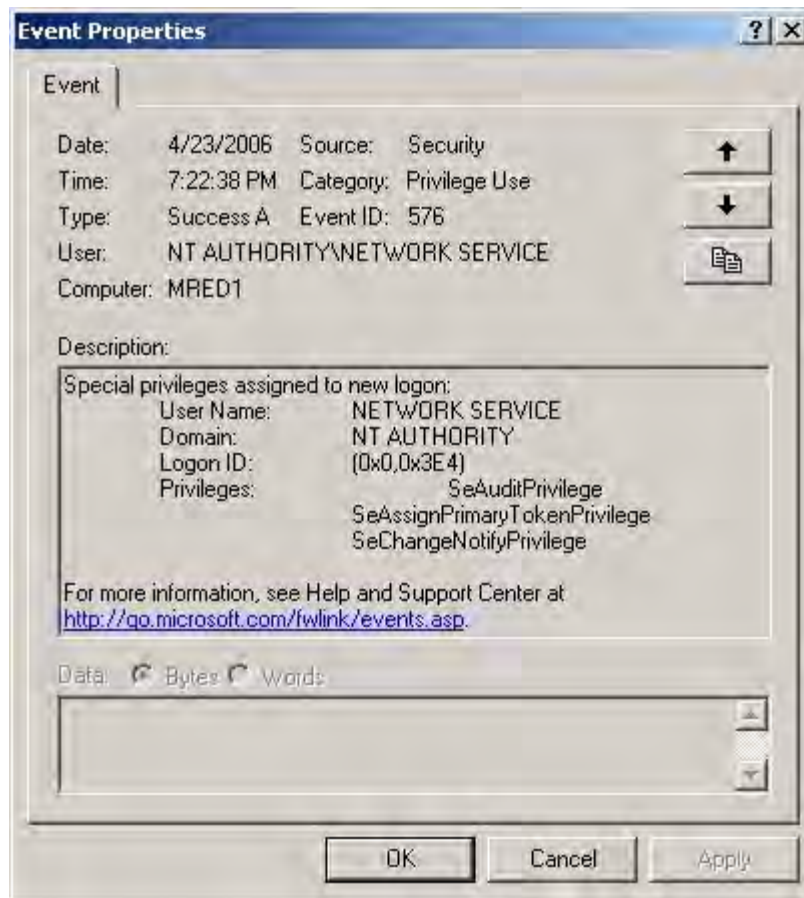 Event Properties
Event
Date: 4/23/2006 Source: Security
Time: 7:22:38 PM Category: Privilege Use
Type: Success A Event ID: 576
User: NT AUTHORITY\NETWORK SERVICE
Computer: MRED1
Description:
Special privileges assigned to new logon:
User Name: NETWORK SERVICE
Domain: NT AUTHORITY
Logon ID: (0x0,0x3E4)
Privileges: SeAuditPrivilege
SeAssignPrimaryTokenPrivilege
SeChangeNotifyPrivilege
For more information, see Help and Support Center at
http://go.microsoft.com/fwlink/events.asp.
Data: Bytes Words
OK Cancel Apply